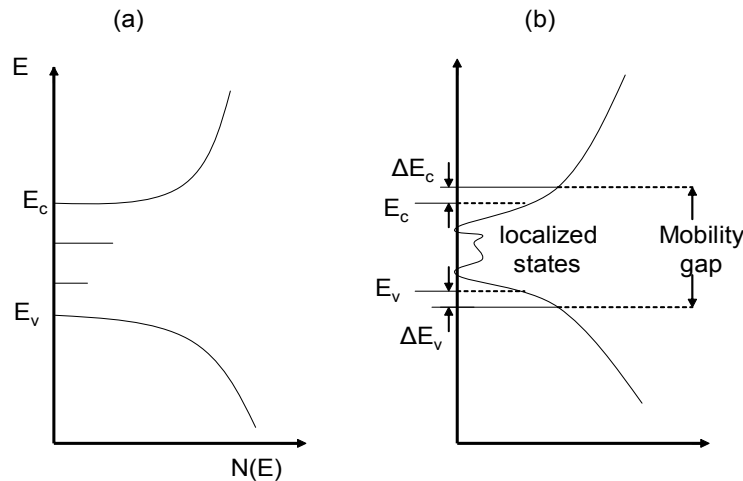 (a)
E
E_c
E_v
N(E)
(b)
ΔE_c
E_c
localized
states
Mobility
gap
E_v
ΔE_v